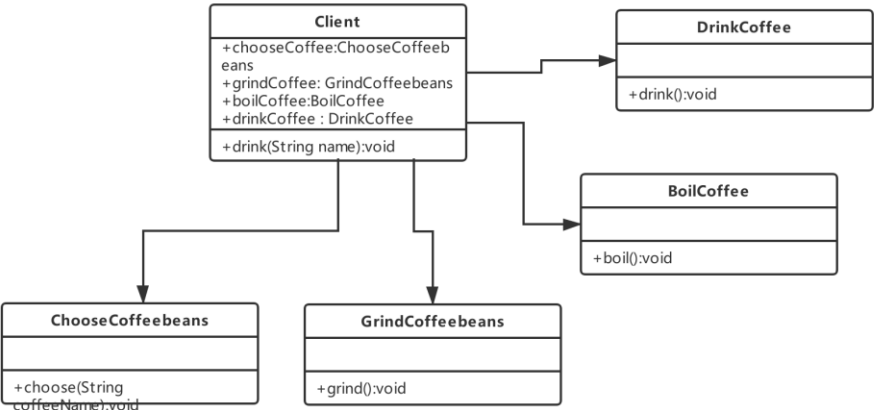 Client
+chooseCoffee:ChooseCoffeeb
eans
+grindCoffee: GrindCoffeebeans
+boilCoffee:BoilCoffee
+drinkCoffee : DrinkCoffee
+drink(String name):void
DrinkCoffee
+drink():void
BoilCoffee
+boil():void
ChooseCoffeebeans
+choose(String
coffeeName):void
GrindCoffeebeans
+grind():void